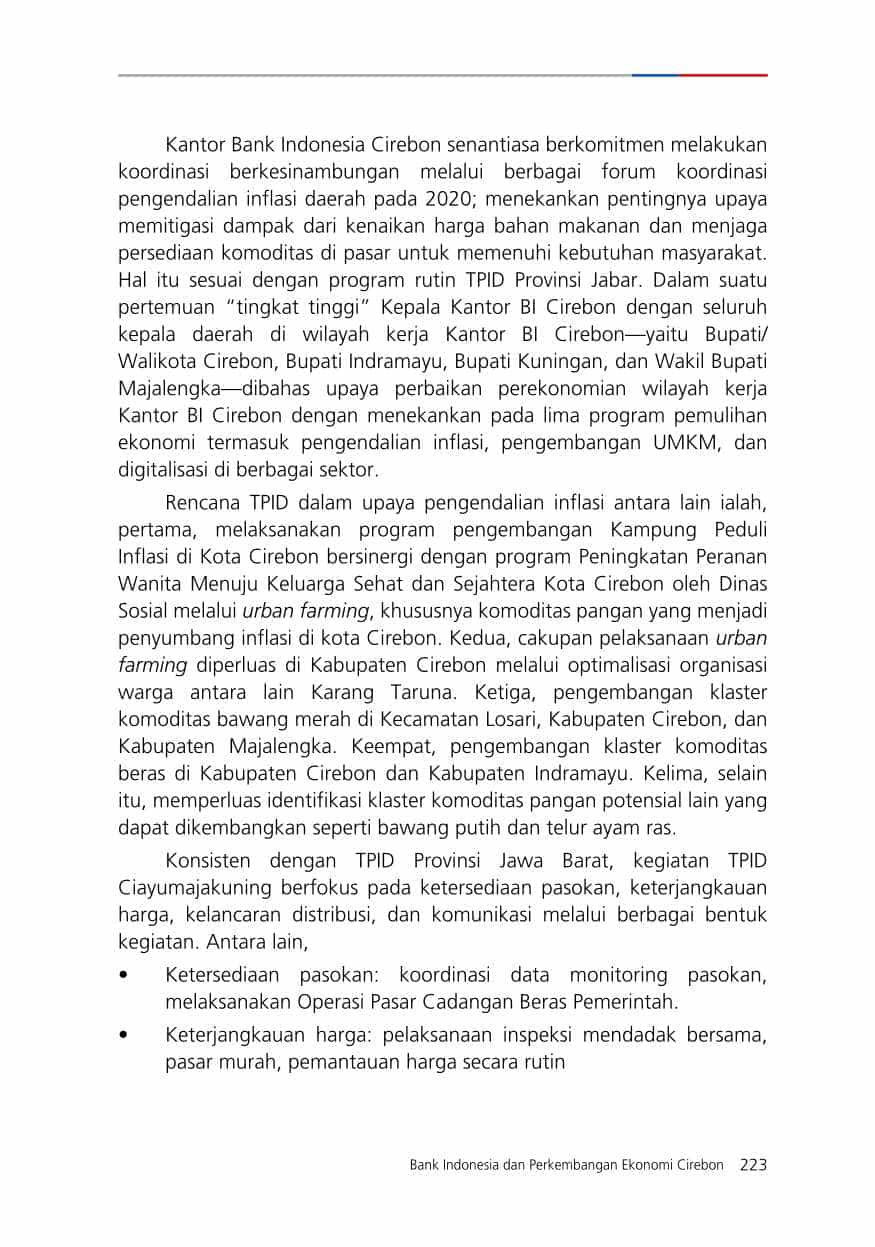 Kantor Bank Indonesia Cirebon senantiasa berkomitmen melakukan
koordinasi berkesinambungan melalui berbagai forum koordinasi
pengendalian inflasi daerah pada 2020; menekankan pentingnya upaya
memitigasi dampak dari kenaikan harga bahan makanan dan menjaga
persediaan komoditas di pasar untuk memenuhi kebutuhan masyarakat.
Hal itu sesuai dengan program rutin TPID Provinsi Jabar. Dalam suatu
pertemuan “tingkat tinggi” Kepala Kantor BI Cirebon dengan seluruh
kepala daerah di wilayah kerja Kantor BI Cirebon—yaitu Bupati/
Walikota Cirebon, Bupati Indramayu, Bupati Kuningan, dan Wakil Bupati
Majalengka—dibahas upaya perbaikan perekonomian wilayah kerja
Kantor BI Cirebon dengan menekankan pada lima program pemulihan
ekonomi termasuk pengendalian inflasi, pengembangan UMKM, dan
digitalisasi di berbagai sektor.
Rencana TPID dalam upaya pengendalian inflasi antara lain ialah,
pertama, melaksanakan program pengembangan Kampung Peduli
Inflasi di Kota Cirebon bersinergi dengan program Peningkatan Peranan
Wanita Menuju Keluarga Sehat dan Sejahtera Kota Cirebon oleh Dinas
Sosial melalui urban farming, khususnya komoditas pangan yang menjadi
penyumbang inflasi di kota Cirebon. Kedua, cakupan pelaksanaan urban
farming diperluas di Kabupaten Cirebon melalui optimalisasi organisasi
warga antara lain Karang Taruna. Ketiga, pengembangan klaster
komoditas bawang merah di Kecamatan Losari, Kabupaten Cirebon, dan
Kabupaten Majalengka. Keempat, pengembangan klaster komoditas
beras di Kabupaten Cirebon dan Kabupaten Indramayu. Kelima, selain
itu, memperluas identifikasi klaster komoditas pangan potensial lain yang
dapat dikembangkan seperti bawang putih dan telur ayam ras.
Konsisten dengan TPID Provinsi Jawa Barat, kegiatan TPID
Ciayumajakuning berfokus pada ketersediaan pasokan, keterjangkauan
harga, kelancaran distribusi, dan komunikasi melalui berbagai bentuk
kegiatan. Antara lain,
• Ketersediaan pasokan: koordinasi data monitoring pasokan,
melaksanakan Operasi Pasar Cadangan Beras Pemerintah.
• Keterjangkauan harga: pelaksanaan inspeksi mendadak bersama,
pasar murah, pemantauan harga secara rutin
Bank Indonesia dan Perkembangan Ekonomi Cirebon 223